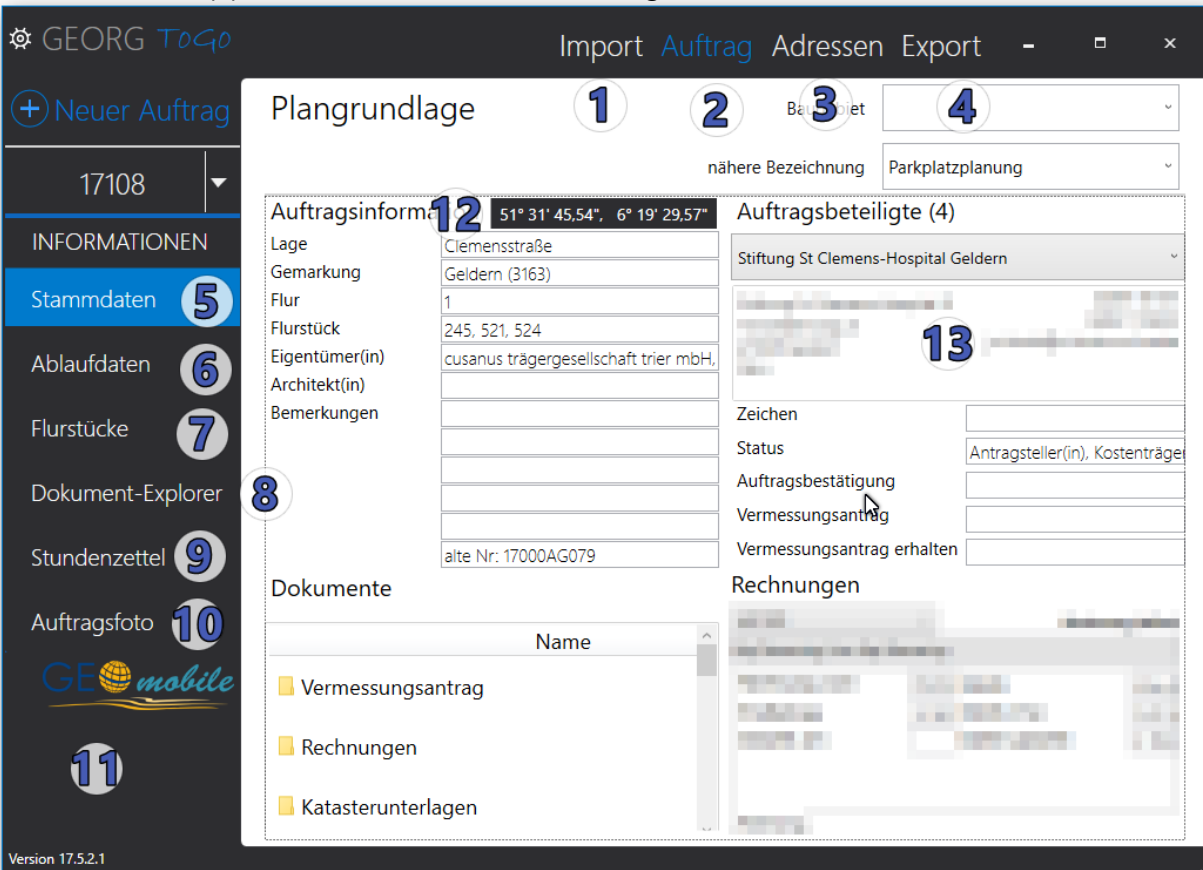 GEORG ToGo
Import Auftrag Adressen Export
Neuer Auftrag
17108
INFORMATIONEN
Stammdaten 5
Ablaufdaten 6
Flurstücke 7
Dokument-Explorer 8
Stundenzettel 9
Auftragsfoto 10
GEO mobile
11
Version 17.5.2.1
Plangrundlage 1 2 3 4
nähere Bezeichnung Parkplatzplanung
12 51° 31' 45,54", 6° 19' 29,57"
Lage Clemensstraße
Gemarkung Geldern (3163)
Flur 1
Flurstück 245, 521, 524
Eigentümer(in) cusanus trägergesellschaft trier mbH,
Architekt(in)
Bemerkungen
alte Nr: 17000AG079
Dokumente
Name
Vermessungsantrag
Rechnungen
Katasterunterlagen
Auftragsbeteiligte (4)
Stiftung St Clemens-Hospital Geldern
13
Zeichen
Status Antragsteller(in), Kostenträger
Auftragsbestätigung
Vermessungsantrag
Vermessungsantrag erhalten
Rechnungen